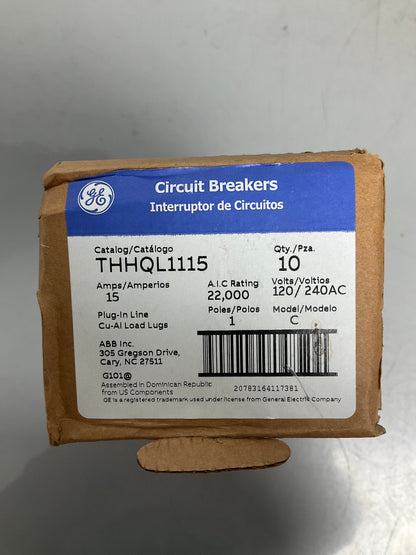 GE
Circuit Breakers
Interruptor de Circuitos
Catalog/Catálogo
THHQL1115
Qty./Pza.
10
Amps/Amperios
15
A.I.C Rating
22,000
Volts/Voltios
120/240AC
Plug-In Line
Cu-Al Load Lugs
Poles/Polos
1
Model/Modelo
C
ABB Inc.
305 Gregson Drive,
Cary, NC 27511
G101@
Assembled in Dominican Republic
from US Components
20783164117381
GE is a registered trademark used under license from General Electric Company